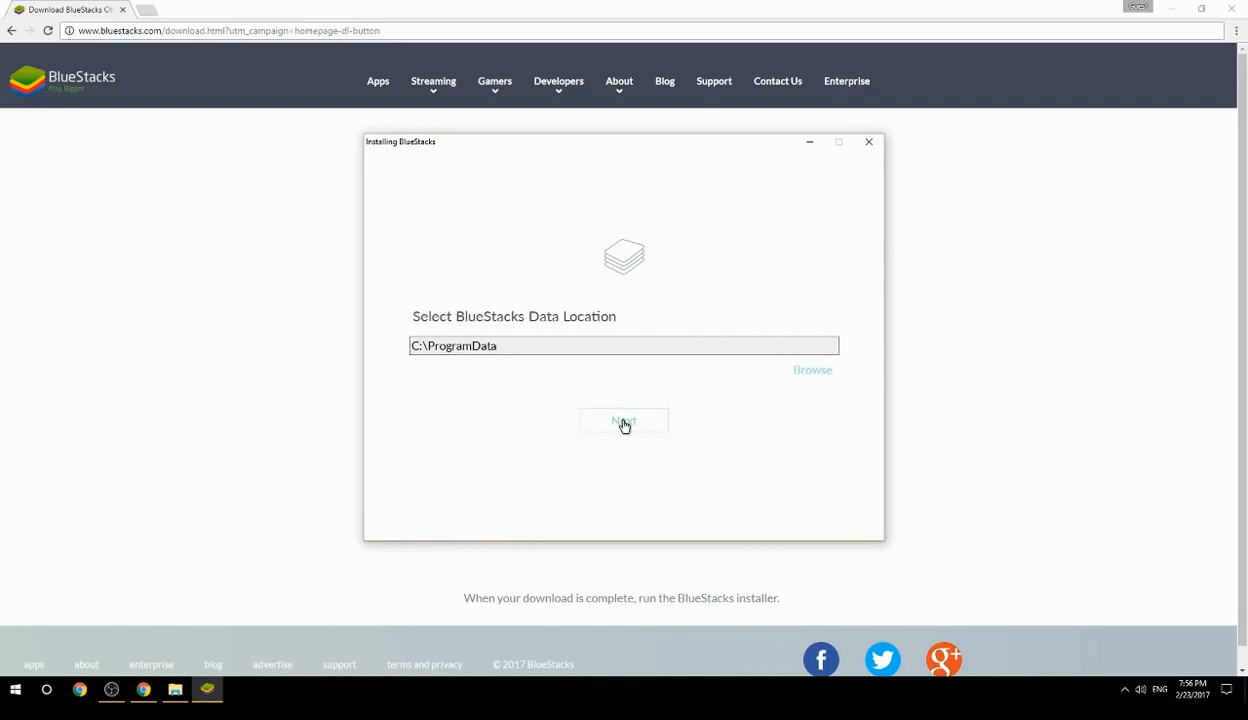 Download BlueStacks Of
Guest
www.bluestacks.com/download.html?utm_campaign=homepage-dl-button
BlueStacks
Play Bigger
Apps Streaming Gamers Developers About Blog Support Contact Us Enterprise
Installing BlueStacks
Select BlueStacks Data Location
C:\ProgramData
Browse
Next
When your download is complete, run the BlueStacks installer.
apps about enterprise blog advertise support terms and privacy © 2017 BlueStacks
f g+
ENG
7:56 PM
2/23/2017